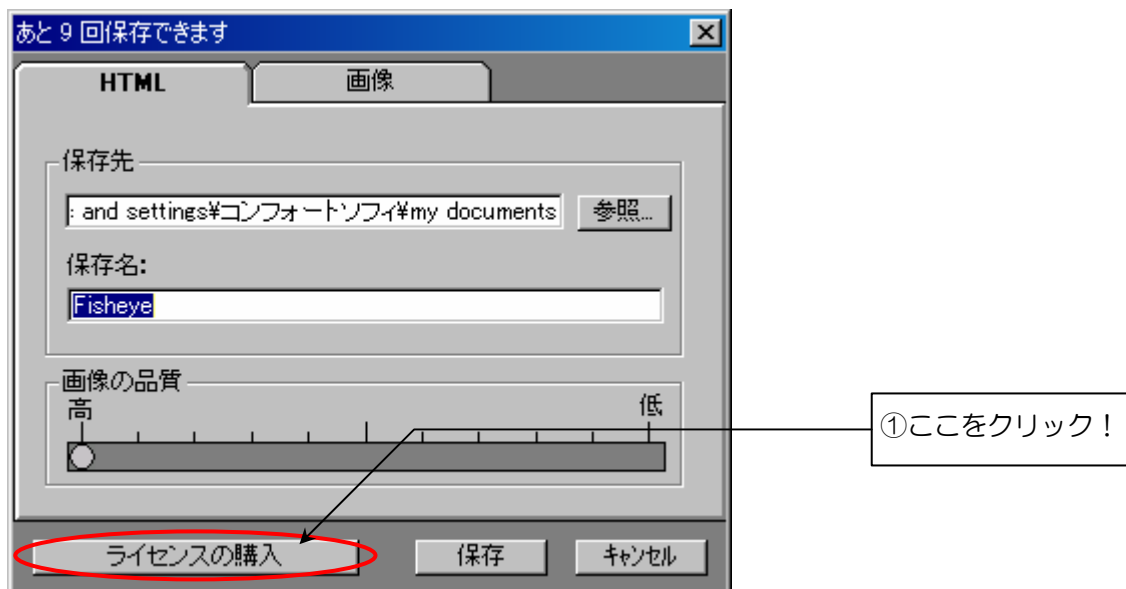 あと 9 回保存できます
HTML 画像
保存先
: and settings¥コンフォートソフィ¥my documents 参照...
保存名:
Fisheye
画像の品質
高 低
①ここをクリック！
ライセンスの購入 保存 ｷｬﾝｾﾙ